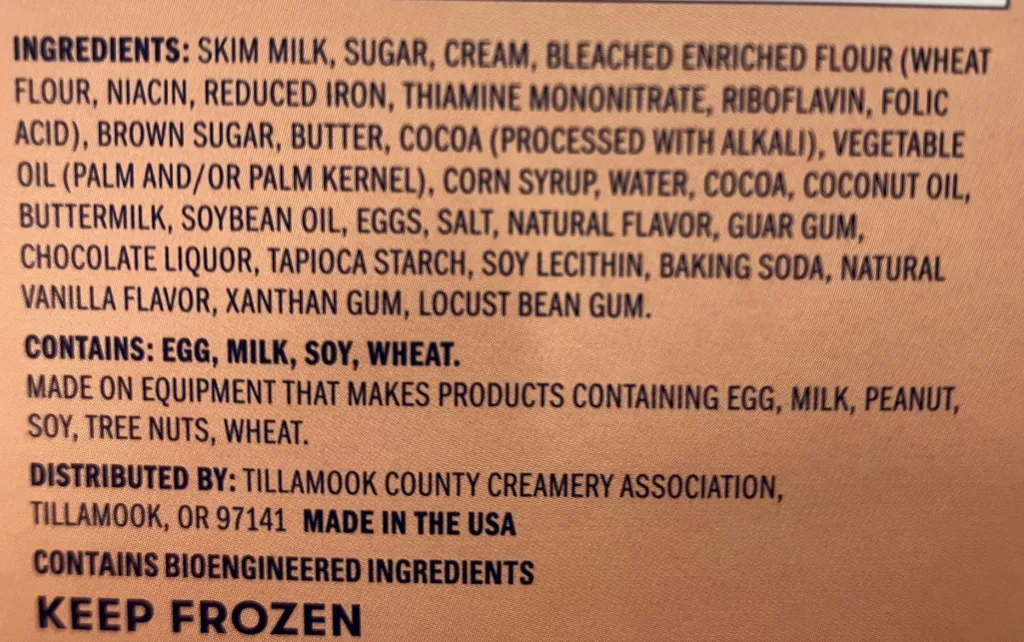 INGREDIENTS: SKIM MILK, SUGAR, CREAM, BLEACHED ENRICHED FLOUR (WHEAT
FLOUR, NIACIN, REDUCED IRON, THIAMINE MONONITRATE, RIBOFLAVIN, FOLIC
ACID), BROWN SUGAR, BUTTER, COCOA (PROCESSED WITH ALKALI), VEGETABLE
OIL (PALM AND/OR PALM KERNEL), CORN SYRUP, WATER, COCOA, COCONUT OIL,
BUTTERMILK, SOYBEAN OIL, EGGS, SALT, NATURAL FLAVOR, GUAR GUM,
CHOCOLATE LIQUOR, TAPIOCA STARCH, SOY LECITHIN, BAKING SODA, NATURAL
VANILLA FLAVOR, XANTHAN GUM, LOCUST BEAN GUM.
CONTAINS: EGG, MILK, SOY, WHEAT.
MADE ON EQUIPMENT THAT MAKES PRODUCTS CONTAINING EGG, MILK, PEANUT,
SOY, TREE NUTS, WHEAT.
DISTRIBUTED BY: TILLAMOOK COUNTY CREAMERY ASSOCIATION,
TILLAMOOK, OR 97141 MADE IN THE USA
CONTAINS BIOENGINEERED INGREDIENTS
KEEP FROZEN